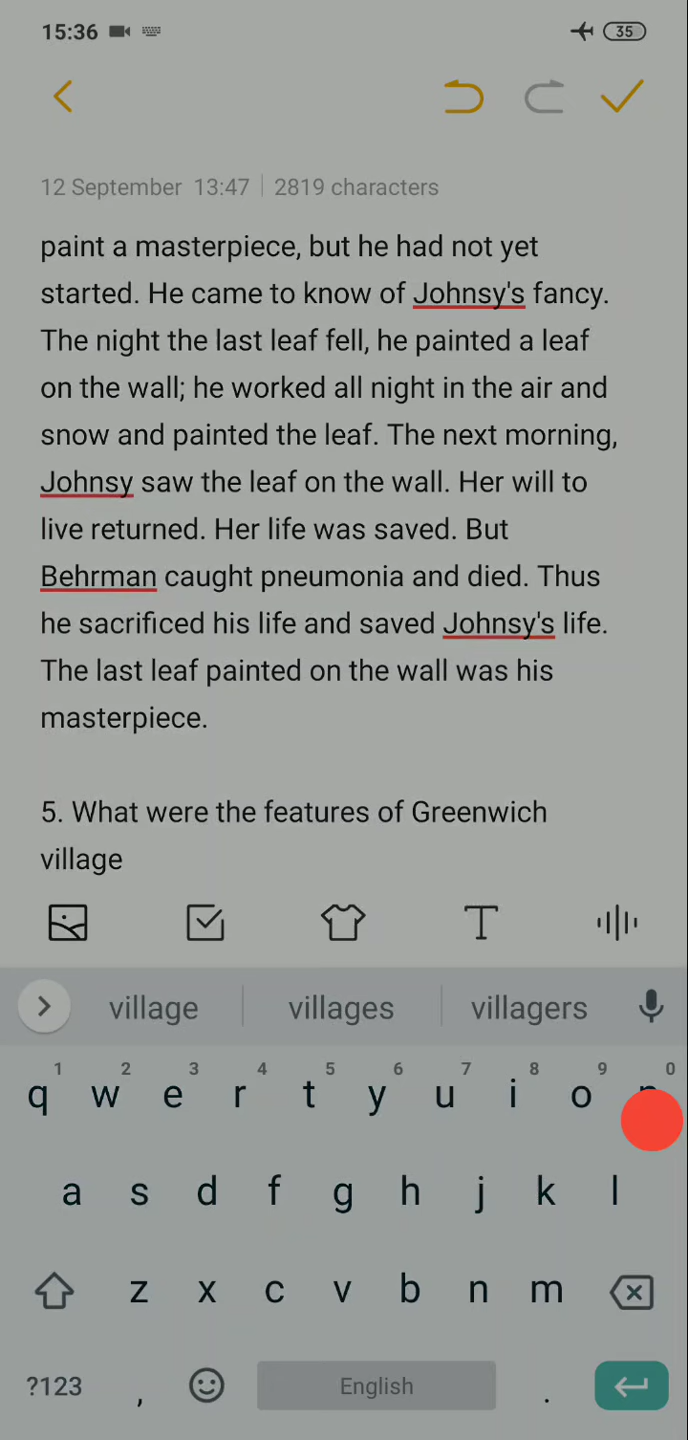 15:36 35
12 September 13:47 | 2819 characters
paint a masterpiece, but he had not yet
started. He came to know of Johnsy's fancy.
The night the last leaf fell, he painted a leaf
on the wall; he worked all night in the air and
snow and painted the leaf. The next morning,
Johnsy saw the leaf on the wall. Her will to
live returned. Her life was saved. But
Behrman caught pneumonia and died. Thus
he sacrificed his life and saved Johnsy's life.
The last leaf painted on the wall was his
masterpiece.
5. What were the features of Greenwich
village
T
village villages villagers
1 2 3 4 5 6 7 8 9 0
q w e r t y u i o p
a s d f g h j k l
z x c v b n m
?123 , English .